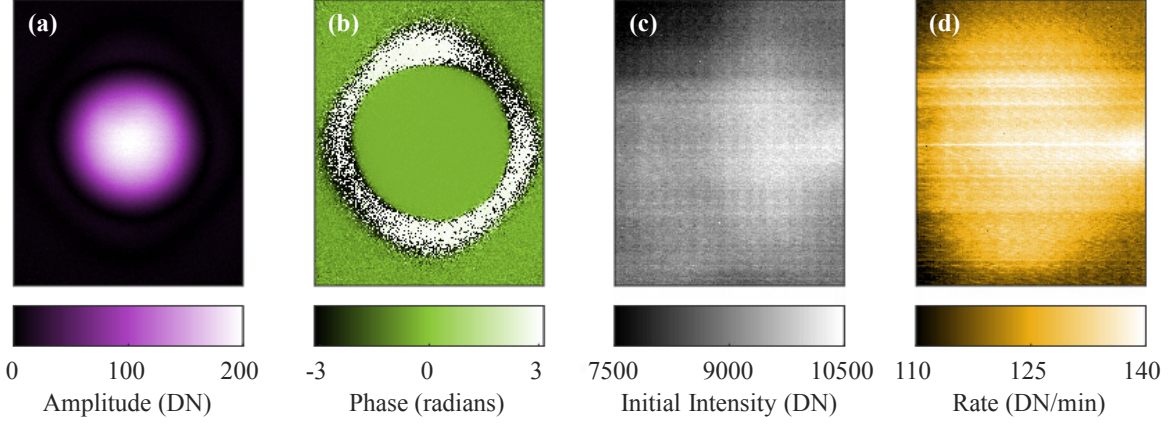 (a) (b) (c) (d)
0 100 200 -3 0 3 7500 9000 10500 110 125 140
Amplitude (DN) Phase (radians) Initial Intensity (DN) Rate (DN/min)